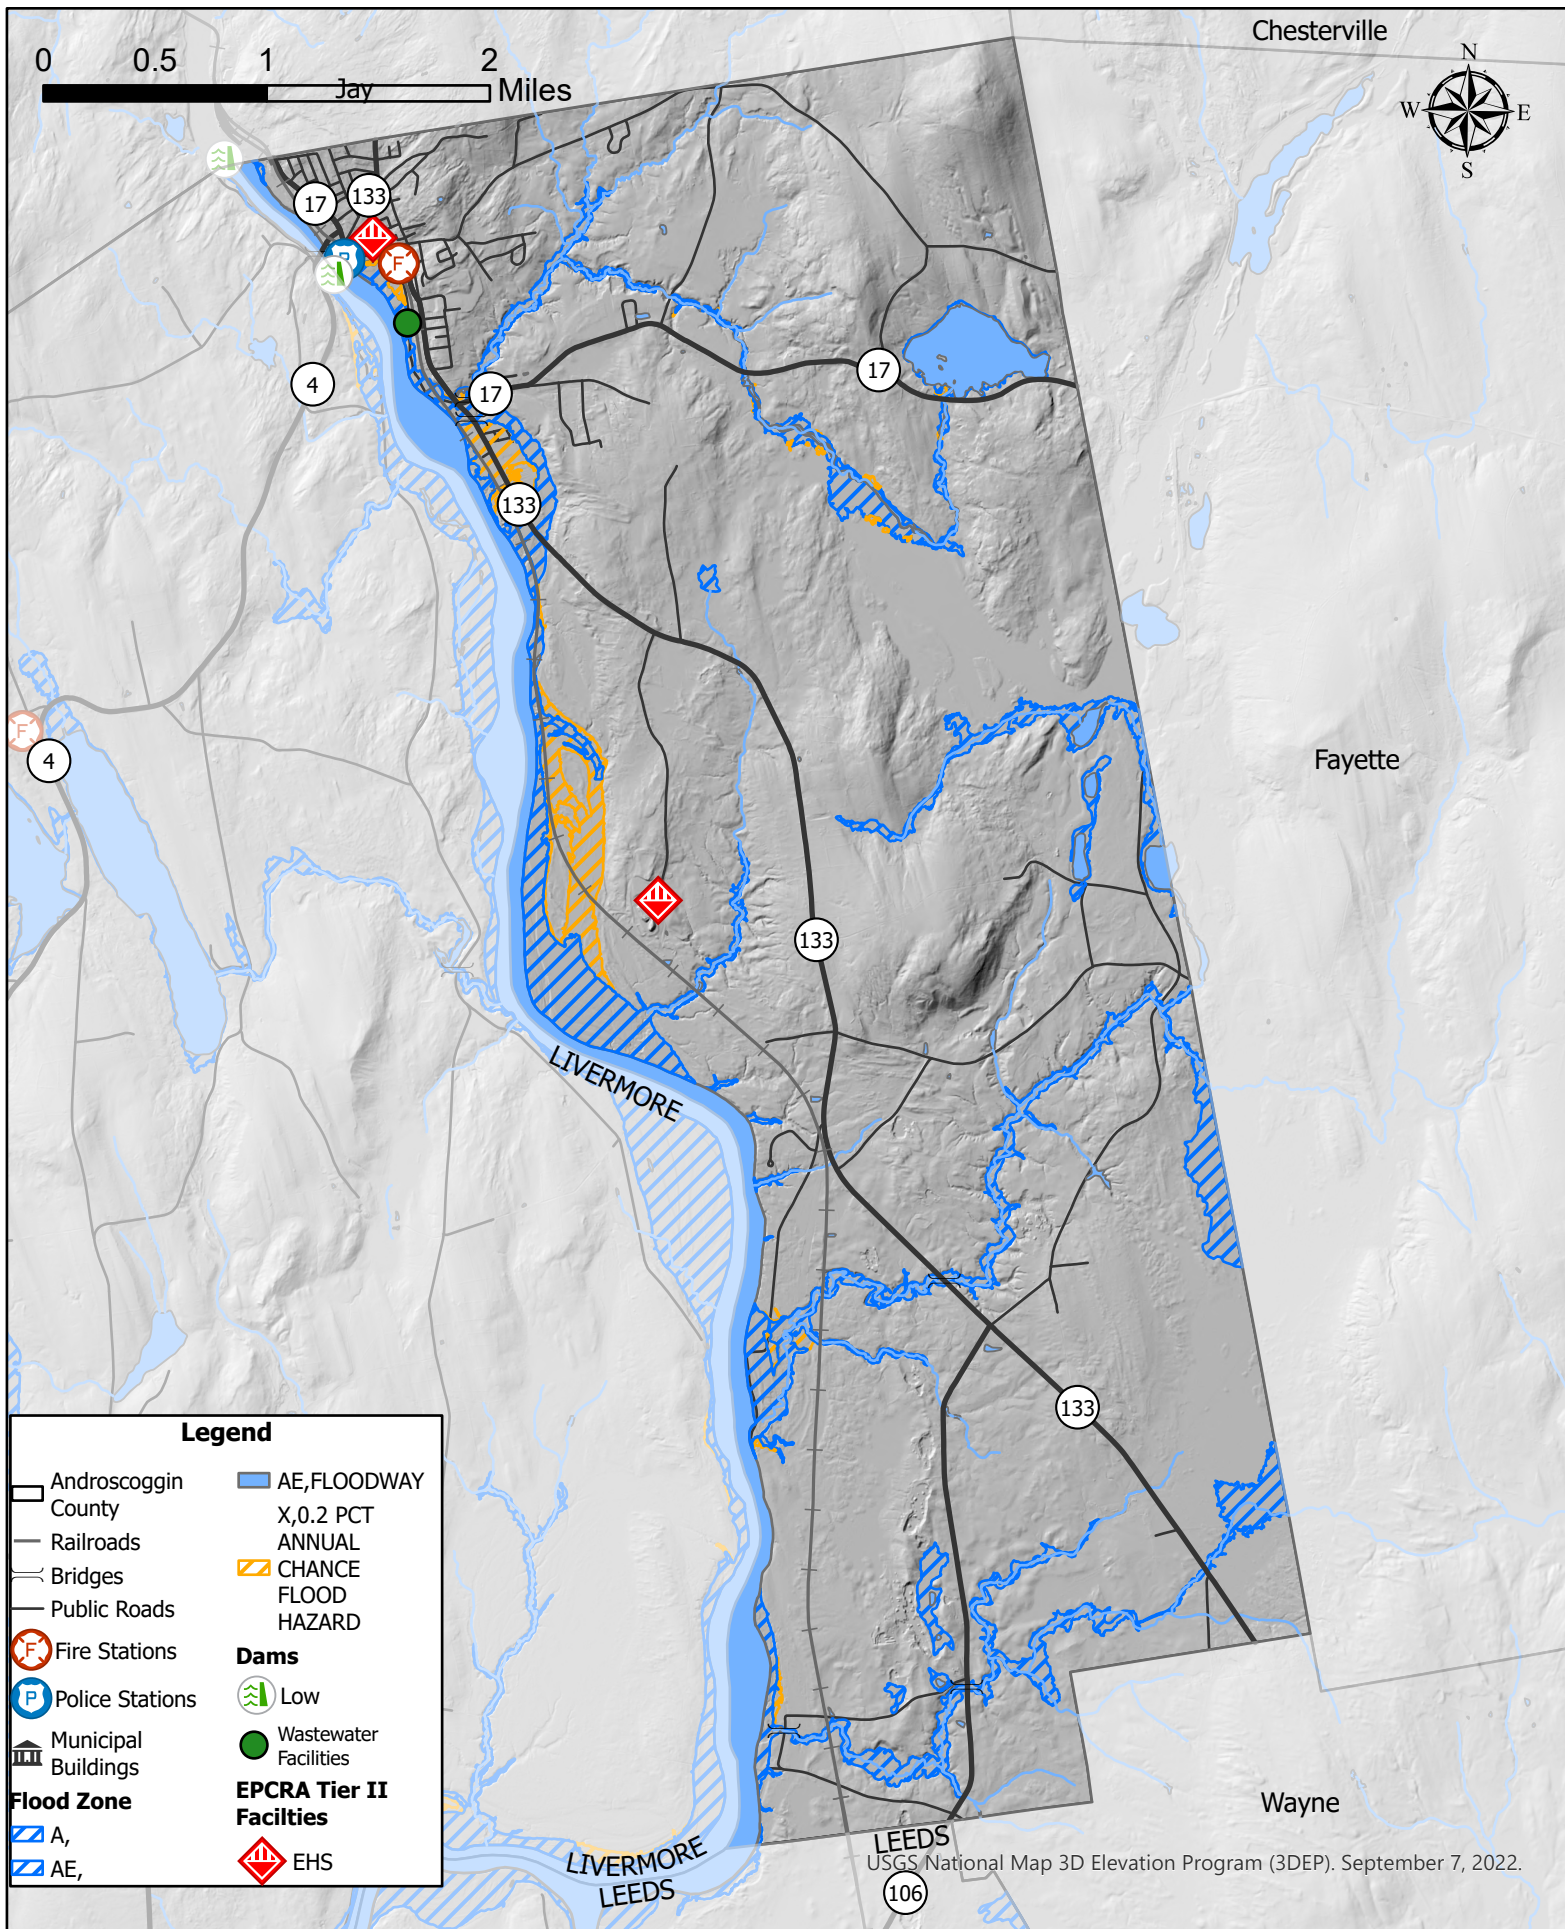 Chesterville
0 0.5 1 2
Jay
Miles
N
W E
S
17
133
P
F
4
17
17
133
F
4
Fayette
133
LIVERMORE
133
Legend
Androscoggin
County
Railroads
Bridges
Public Roads
F Fire Stations
P Police Stations
Municipal
Buildings
Flood Zone
A,
AE,
AE,FLOODWAY
X,0.2 PCT
ANNUAL
CHANCE
FLOOD
HAZARD
Dams
Low
Wastewater
Facilities
EPCRA Tier II
Facilties
EHS
Wayne
LIVERMORE
LEEDS
LEEDS
USGS National Map 3D Elevation Program (3DEP). September 7, 2022.
106